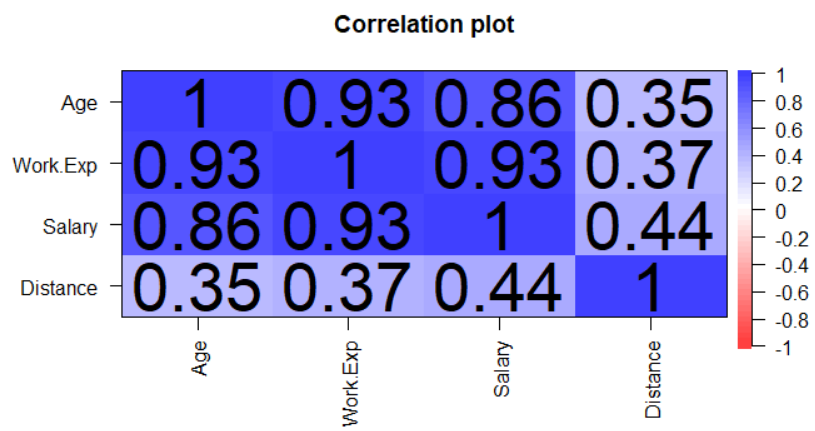 Correlation plot
Age 1 0.93 0.86 0.35
Work.Exp 0.93 1 0.93 0.37
Salary 0.86 0.93 1 0.44
Distance 0.35 0.37 0.44 1
Age Work.Exp Salary Distance
1
0.8
0.6
0.4
0.2
0
-0.2
-0.4
-0.6
-0.8
-1